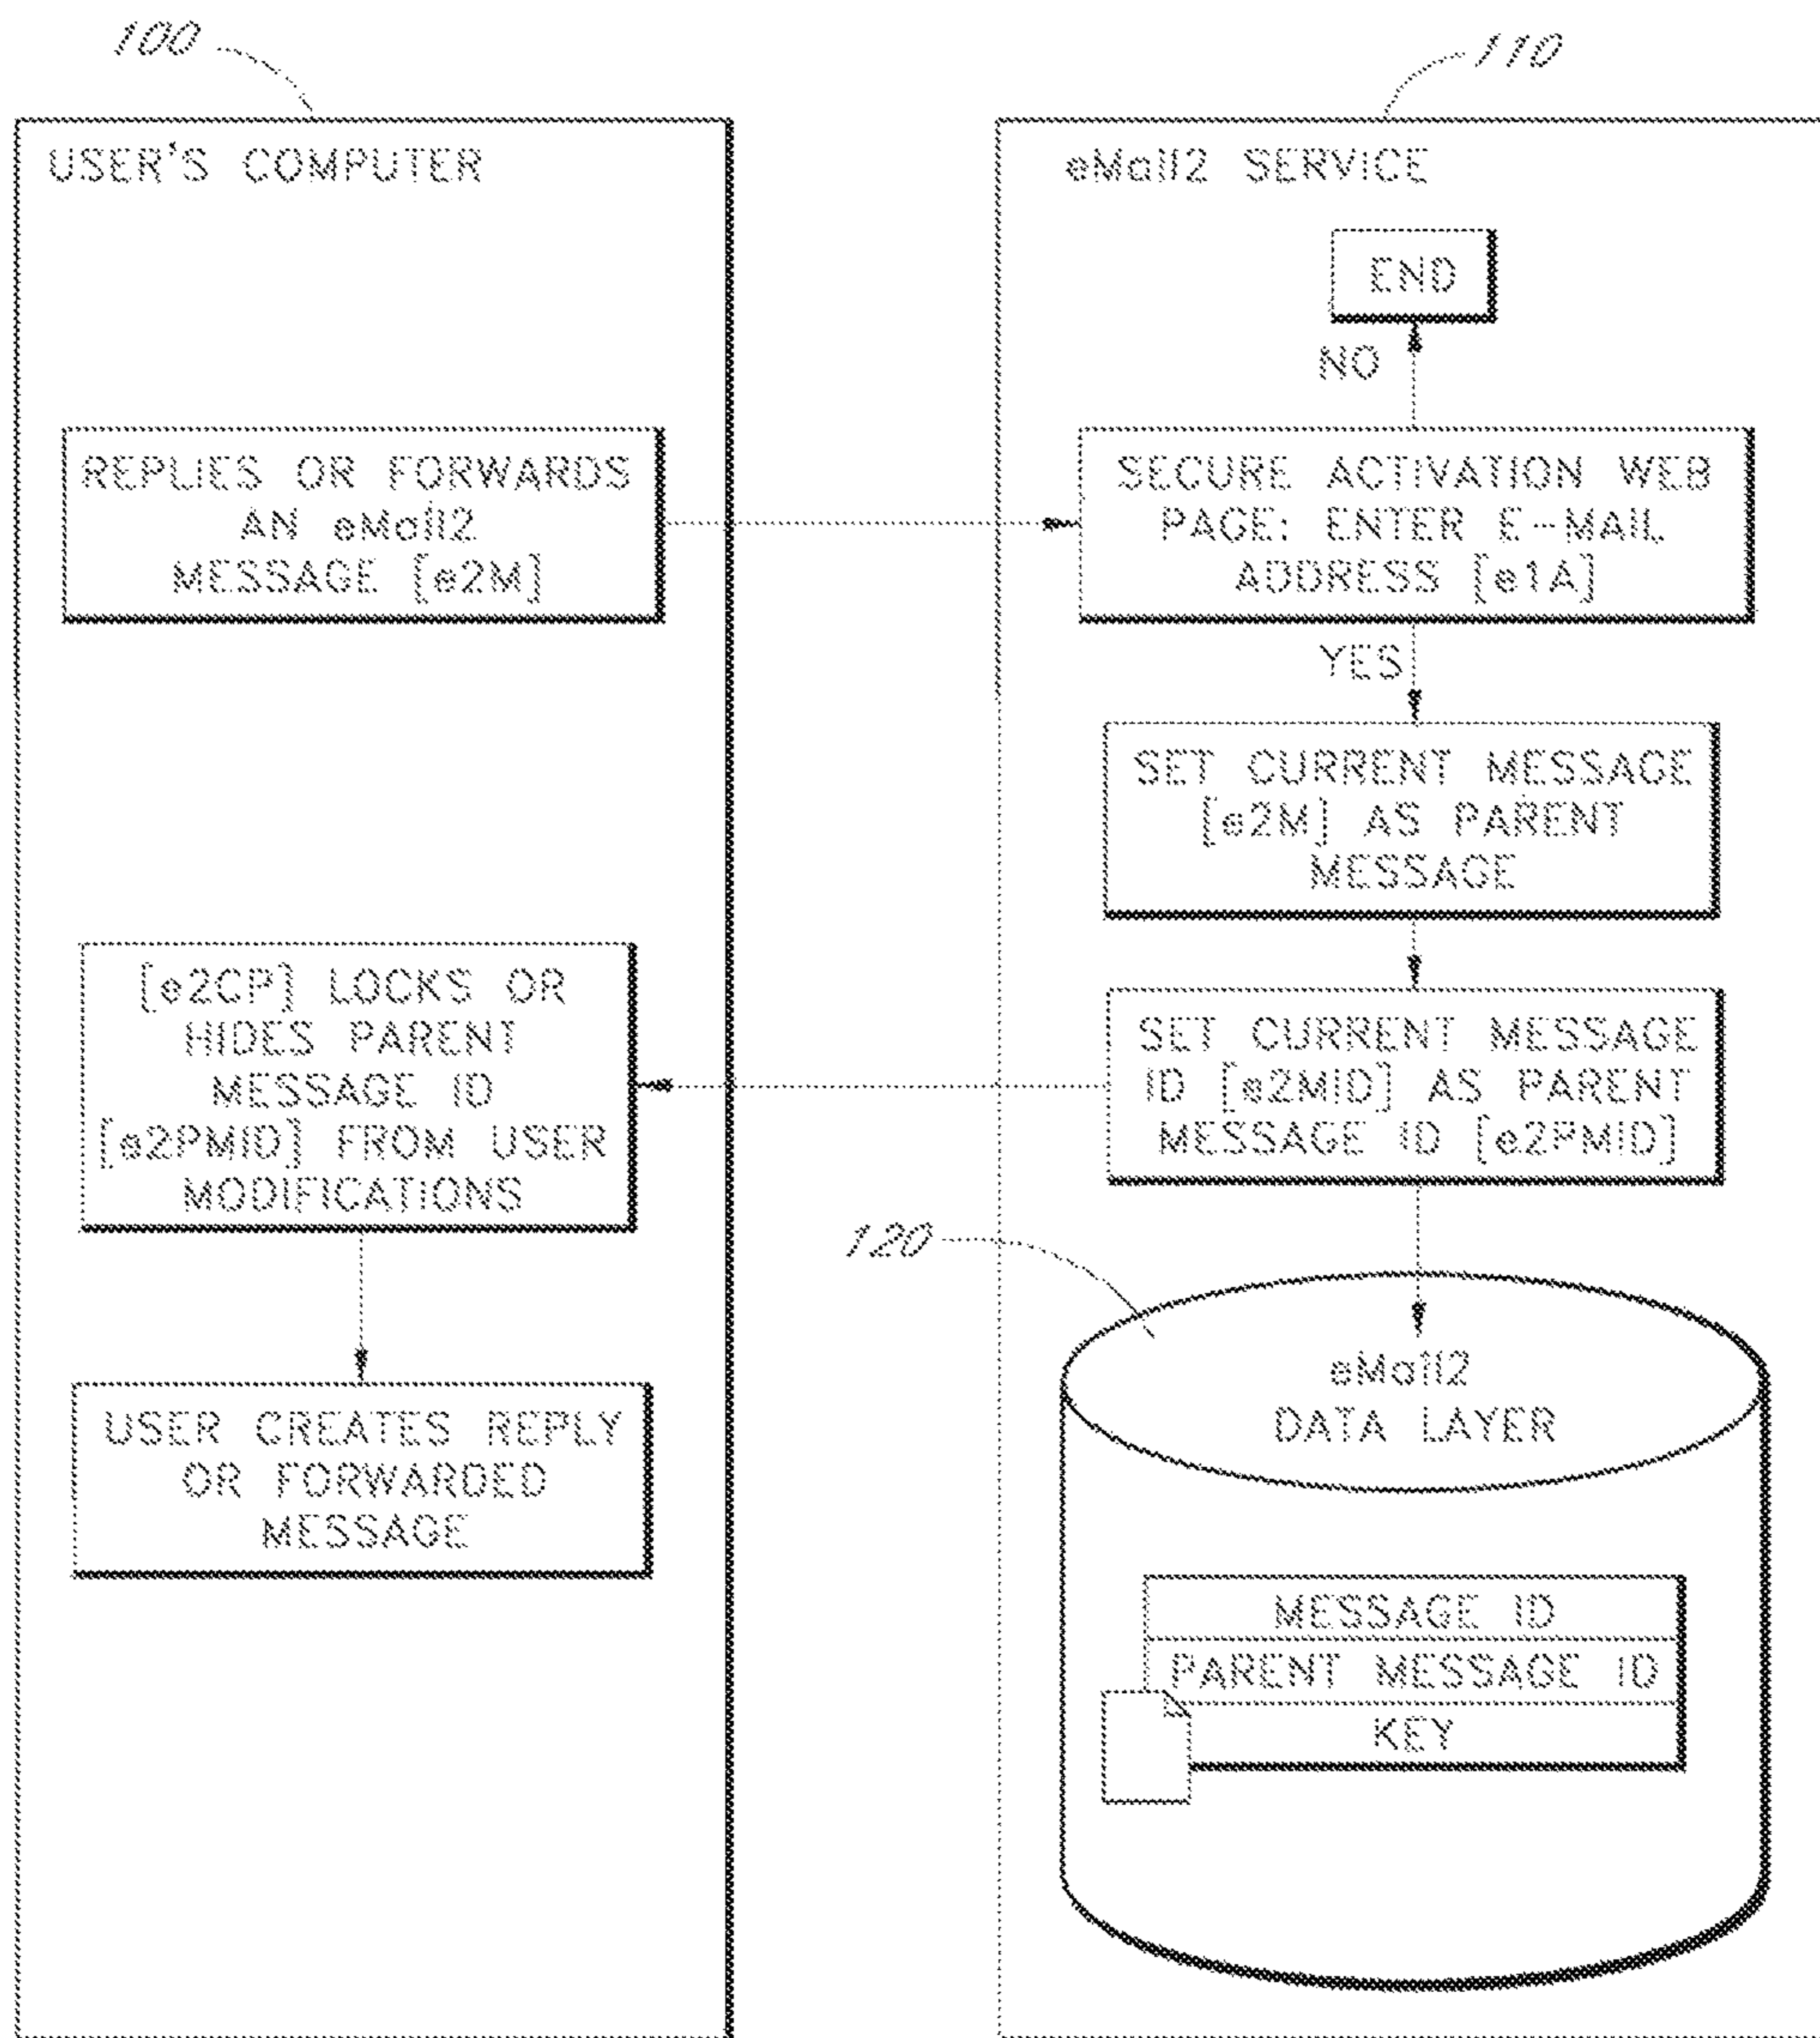 100
110
USER'S COMPUTER
eMail2 SERVICE
END
NO
REPLIES OR FORWARDS
AN eMail2
MESSAGE [e2M]
SECURE ACTIVATION WEB
PAGE: ENTER E-MAIL
ADDRESS [e1A]
YES
SET CURRENT MESSAGE
[e2M] AS PARENT
MESSAGE
[e2CP] LOCKS OR
HIDES PARENT
MESSAGE ID
[e2PMID] FROM USER
MODIFICATIONS
SET CURRENT MESSAGE
ID [e2MID] AS PARENT
MESSAGE ID [e2PMID]
120
USER CREATES REPLY
OR FORWARDED
MESSAGE
eMail2
DATA LAYER
MESSAGE ID
PARENT MESSAGE ID
KEY